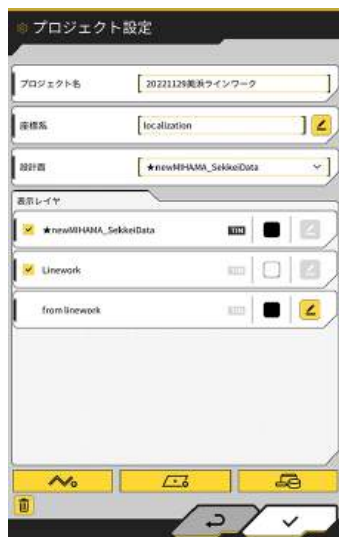 プロジェクト設定
プロジェクト名 20221129美浜ラインワーク
座標系 localization
設計面 ★newMIHAMA_SekkeiData
表示レイヤ
★newMIHAMA_SekkeiData TIN
Linework TIN
from linework TIN